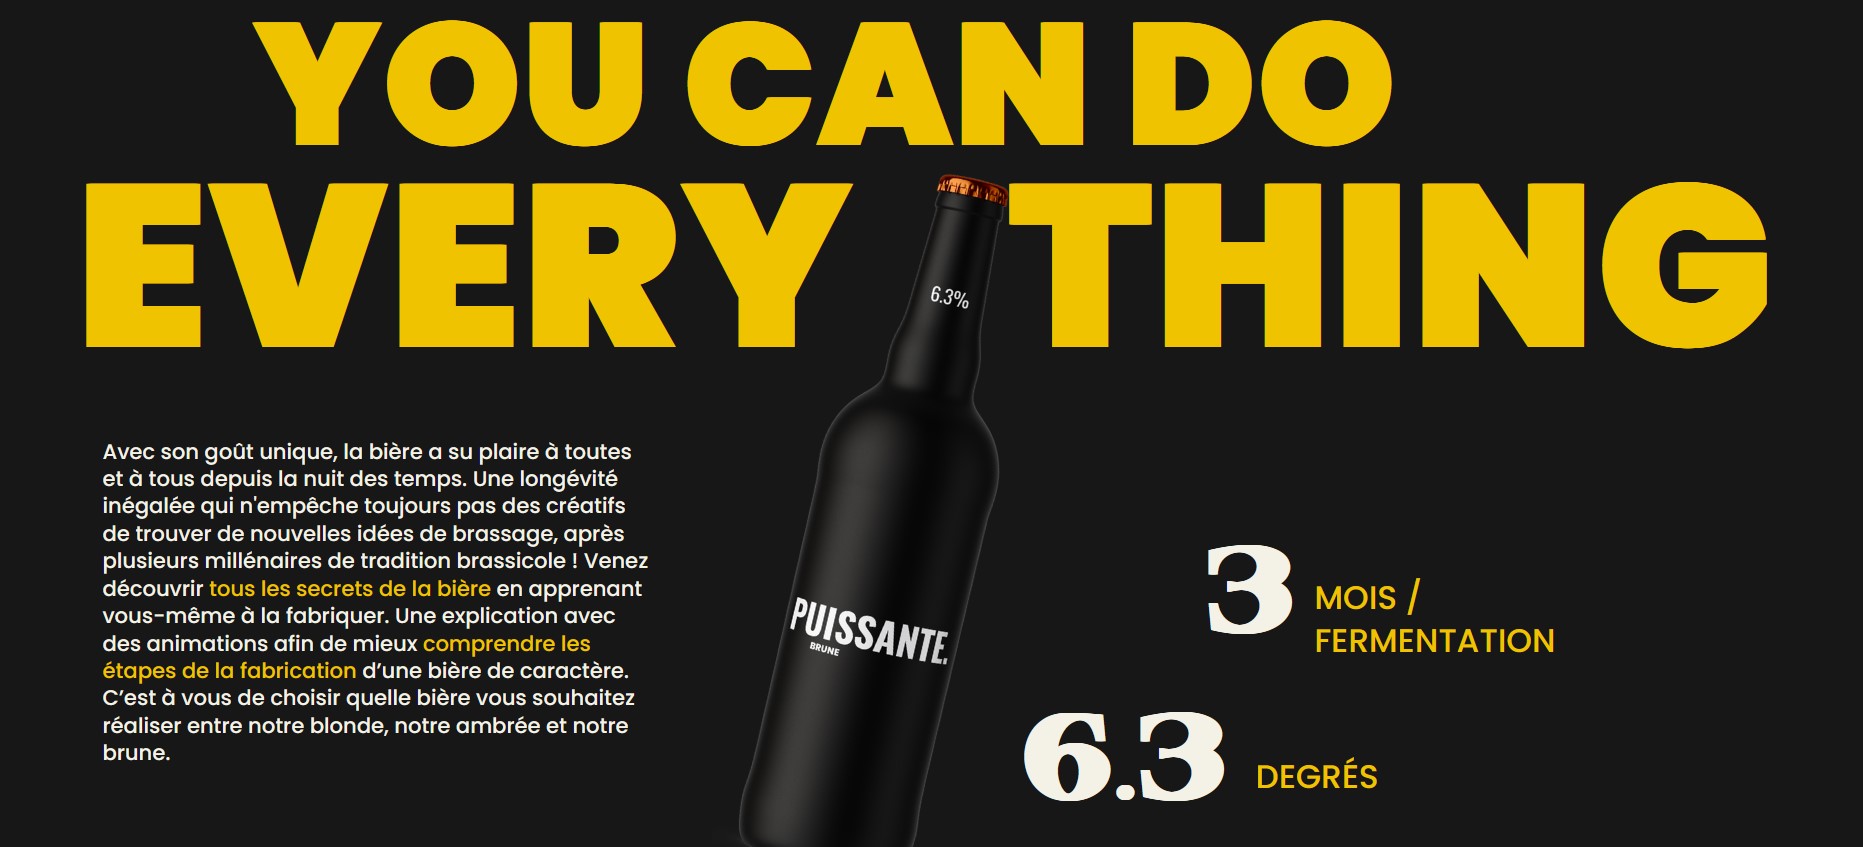 YOU CAN DO
EVERY THING
6.3%
Avec son goût unique, la bière a su plaire à toutes
et à tous depuis la nuit des temps. Une longévité
inégalée qui n'empêche toujours pas des créatifs
de trouver de nouvelles idées de brassage, après
plusieurs millénaires de tradition brassicole ! Venez
découvrir tous les secrets de la bière en apprenant
vous-même à la fabriquer. Une explication avec
des animations afin de mieux comprendre les
étapes de la fabrication d’une bière de caractère.
C’est à vous de choisir quelle bière vous souhaitez
réaliser entre notre blonde, notre ambrée et notre
brune.
PUISSANTE.
BRUNE
3 MOIS /
FERMENTATION
6.3 DEGRÉS